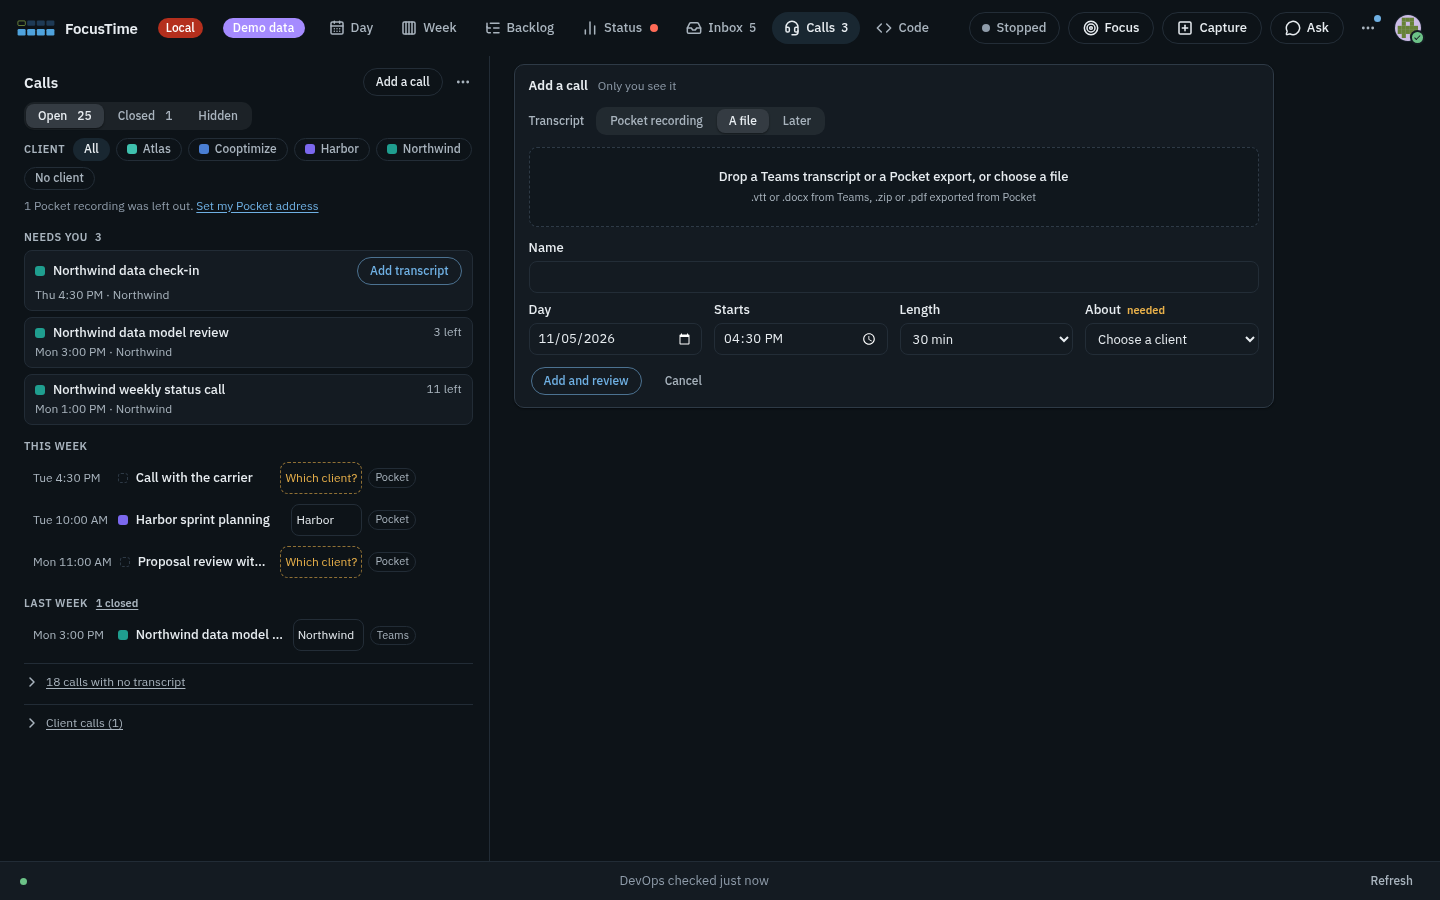 FocusTime
Local
Demo data
Day
Week
Backlog
Status
Inbox 5
Calls 3
Code
Stopped
Focus
Capture
Ask
Calls
Add a call
Open 25
Closed 1
Hidden
CLIENT
All
Atlas
Cooptimize
Harbor
Northwind
No client
1 Pocket recording was left out. Set my Pocket address
NEEDS YOU 3
Northwind data check-in
Add transcript
Thu 4:30 PM · Northwind
Northwind data model review
3 left
Mon 3:00 PM · Northwind
Northwind weekly status call
11 left
Mon 1:00 PM · Northwind
THIS WEEK
Tue 4:30 PM
Call with the carrier
Which client?
Pocket
Tue 10:00 AM
Harbor sprint planning
Harbor
Pocket
Mon 11:00 AM
Proposal review wit...
Which client?
Pocket
LAST WEEK 1 closed
Mon 3:00 PM
Northwind data model ...
Northwind
Teams
18 calls with no transcript
Client calls (1)
Add a call
Only you see it
Transcript
Pocket recording
A file
Later
Drop a Teams transcript or a Pocket export, or choose a file
.vtt or .docx from Teams, .zip or .pdf exported from Pocket
Name
Day
Starts
Length
About needed
11/05/2026
04:30 PM
30 min
Choose a client
Add and review
Cancel
DevOps checked just now
Refresh